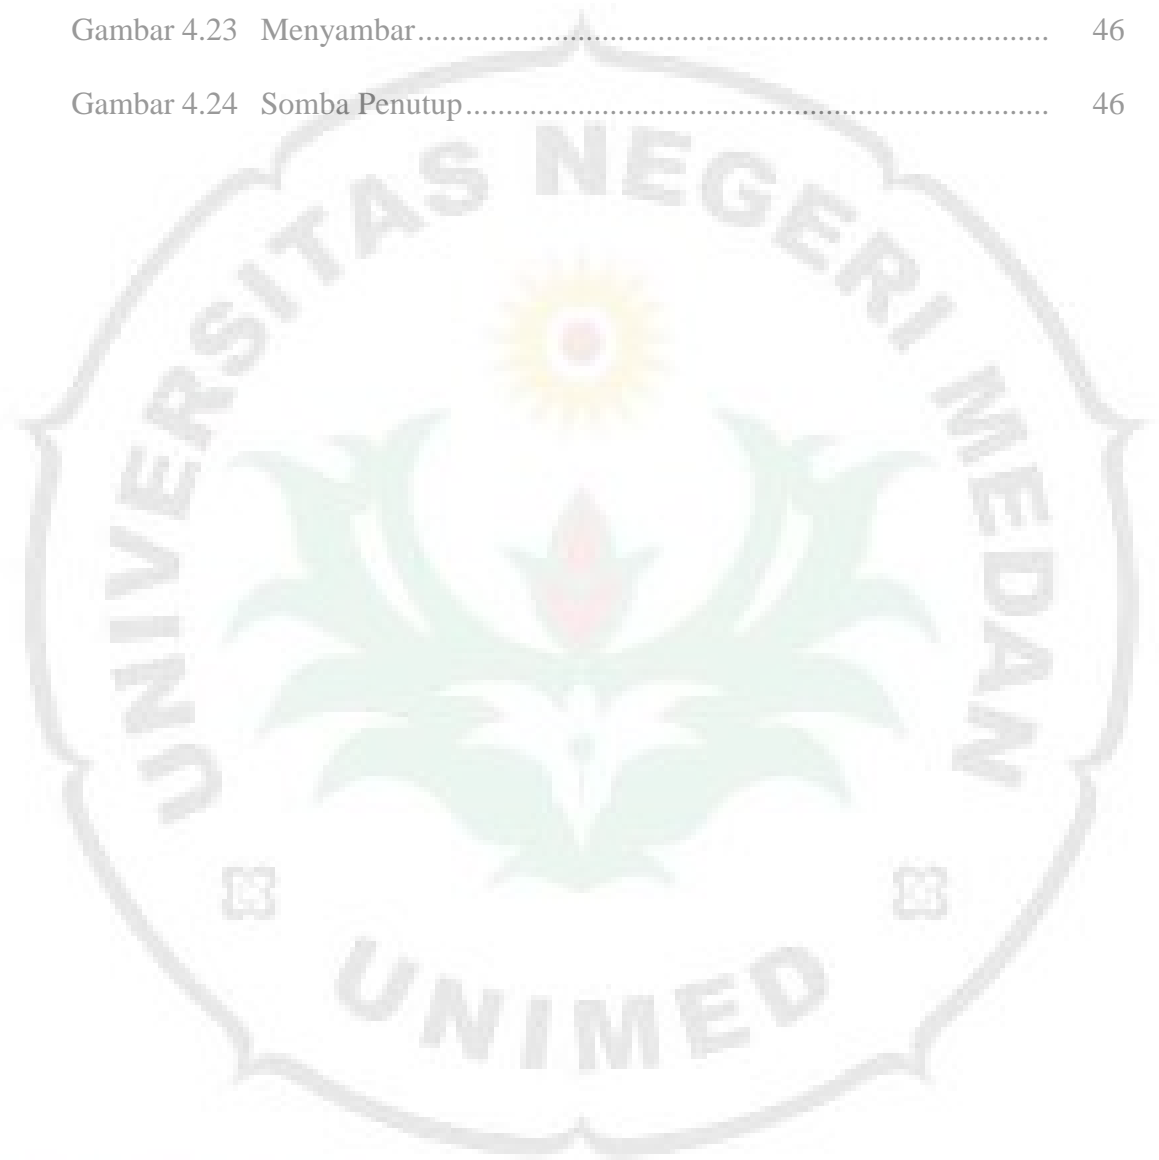 Gambar 4.23 Menyambar........................................................................ 46
Gambar 4.24 Somba Penutup.................................................................. 46
UNIVERSITAS NEGERI MEDAN
UNIMED